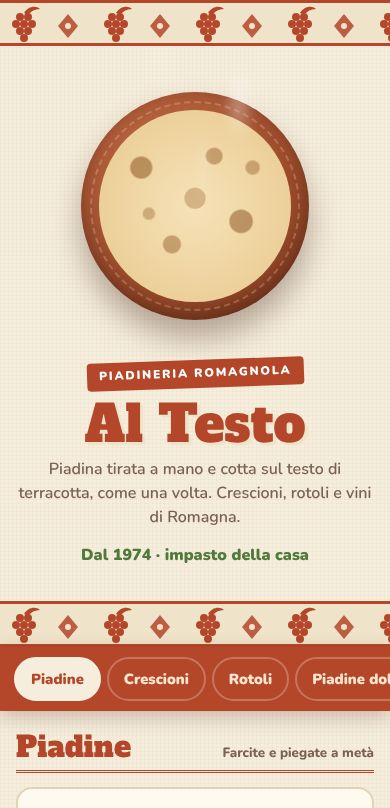 PIADINERIA ROMAGNOLA
Al Testo
Piadina tirata a mano e cotta sul testo di
terracotta, come una volta. Crescioni, rotoli e vini
di Romagna.
Dal 1974 · impasto della casa
Piadine Crescioni Rotoli Piadine dol
Piadine Farcite e piegate a metà